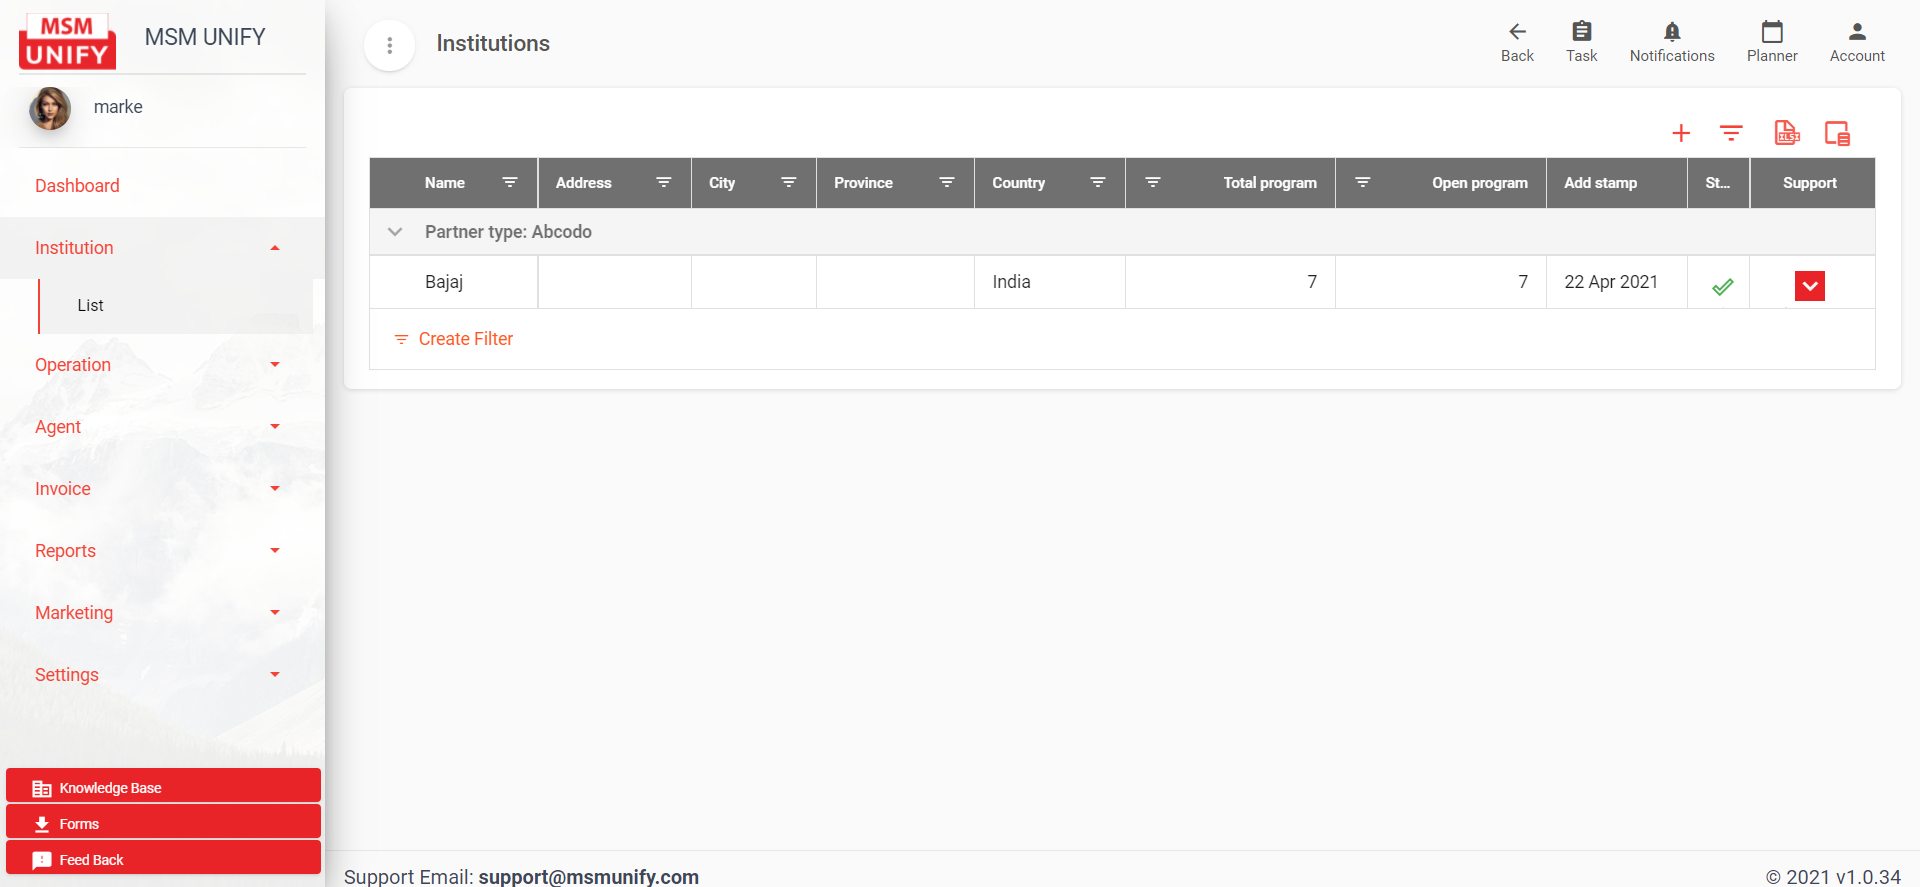 MSM
UNIFY
MSM UNIFY
marke
Dashboard
Institution
List
Operation
Agent
Invoice
Reports
Marketing
Settings
Knowledge Base
Forms
Feed Back
Institutions
Back
Task
Notifications
Planner
Account
Name Address City Province Country Total program Open program Add stamp St... Support
Partner type: Abcodo
Bajaj India 7 7 22 Apr 2021
Create Filter
Support Email: support@msmunify.com
© 2021 v1.0.34